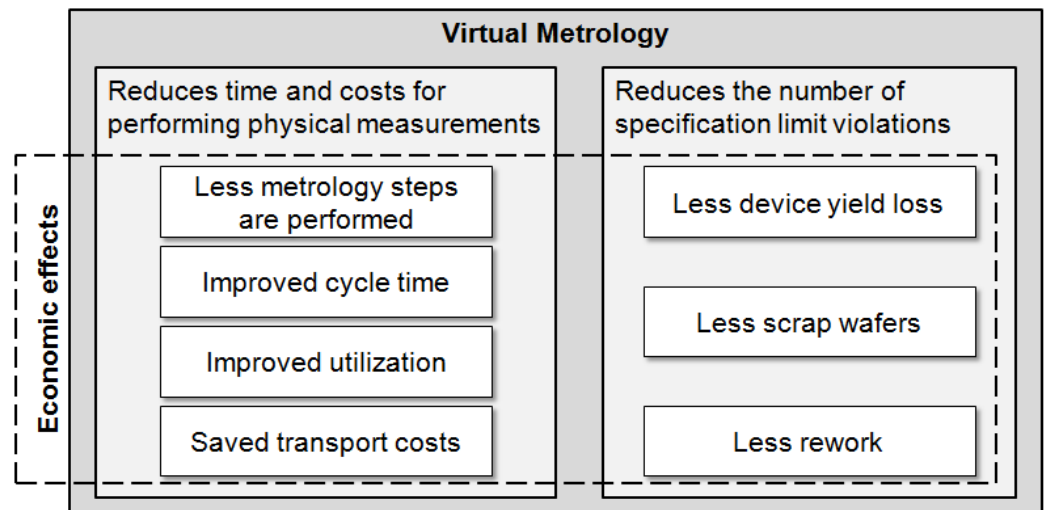 Virtual Metrology
Reduces time and costs for
performing physical measurements
Less metrology steps
are performed
Improved cycle time
Improved utilization
Saved transport costs
Reduces the number of
specification limit violations
Less device yield loss
Less scrap wafers
Less rework
Economic effects